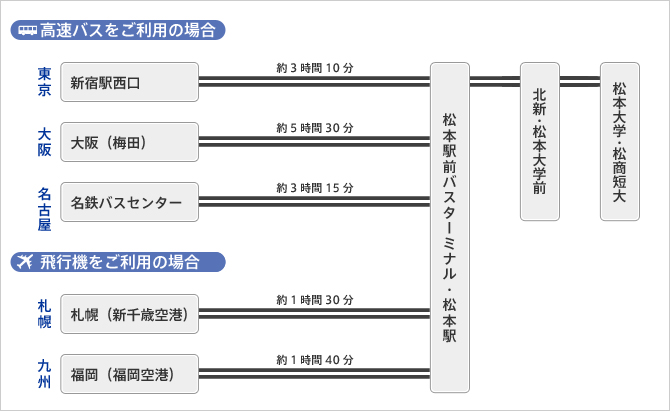 高速バスをご利用の場合
東京
新宿駅西口
約3時間10分
大阪
大阪（梅田）
約5時間30分
名古屋
名鉄バスセンター
約3時間15分
飛行機をご利用の場合
札幌
札幌（新千歳空港）
約1時間30分
九州
福岡（福岡空港）
約1時間40分
松本駅前バスターミナル・松本駅
北新・松本大学前
松本大学・松商短大